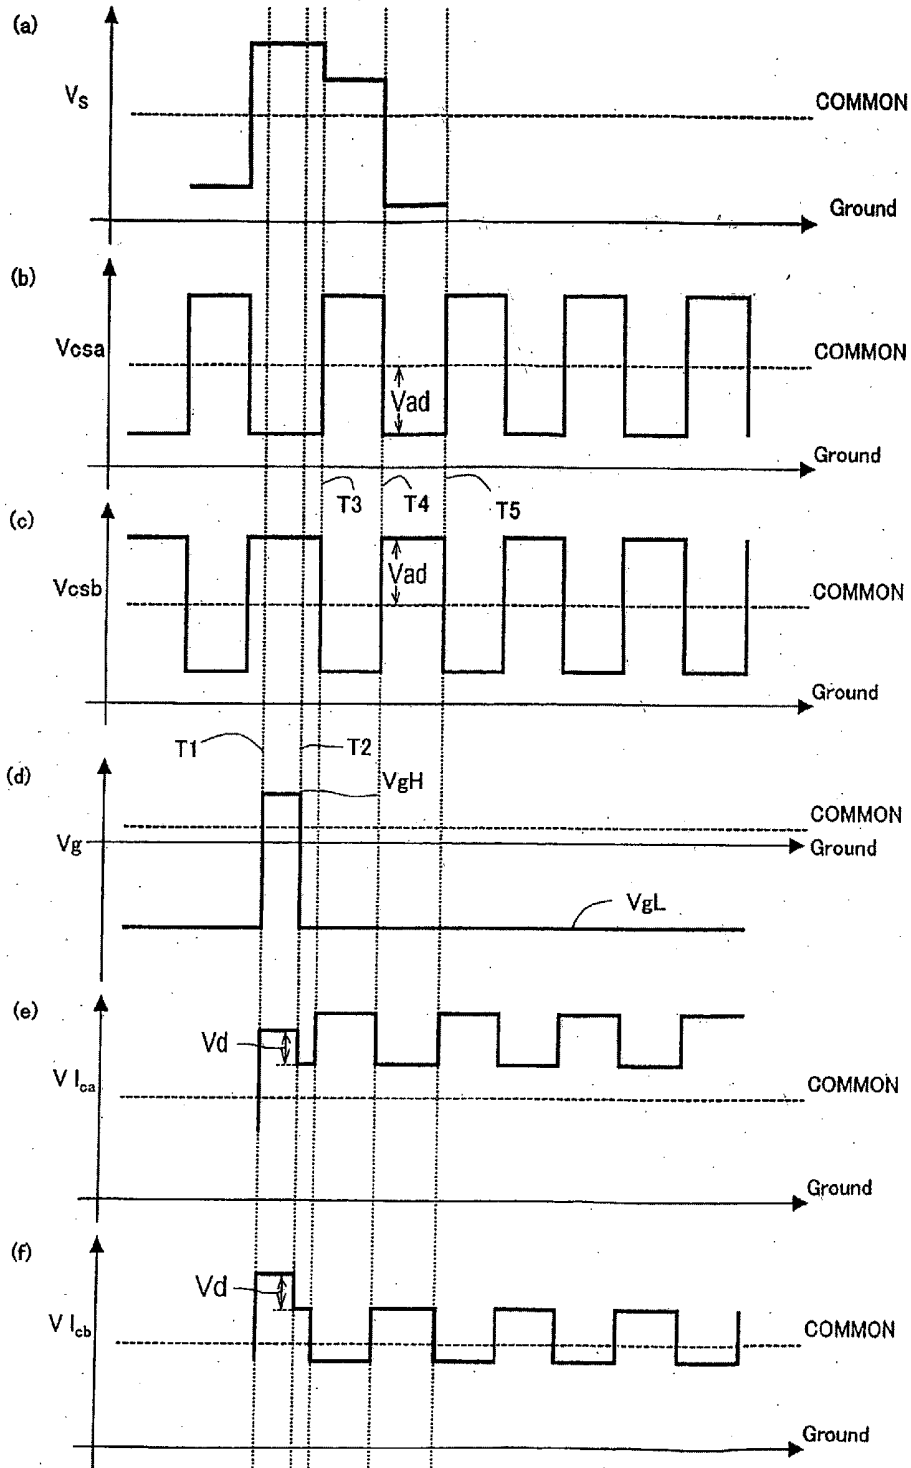 (a)
Vs
COMMON
Ground
(b)
Vcsa
COMMON
Vad
Ground
T3 T4 T5
(c)
Vcsb
Vad
COMMON
Ground
T1 T2
(d)
VgH
COMMON
Vg
Ground
VgL
(e)
Vd
V lca
COMMON
Ground
(f)
Vd
V lcb
COMMON
Ground